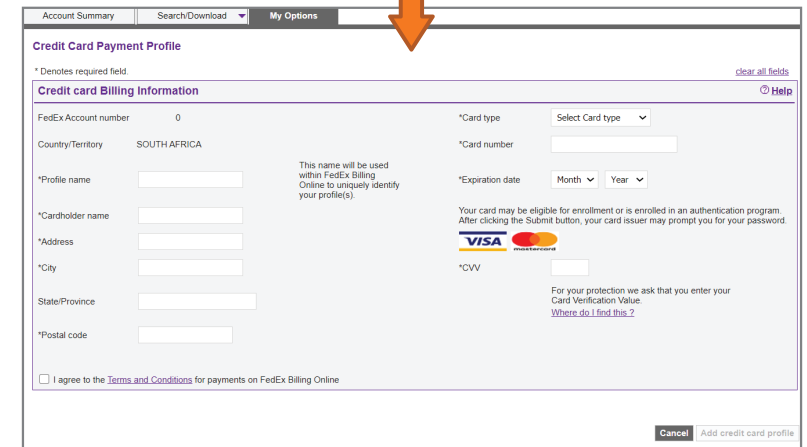 Account Summary
Search/Download
My Options
Credit Card Payment Profile
* Denotes required field.
clear all fields
Credit card Billing Information
Help
FedEx Account number 0
*Card type Select Card type
Country/Territory SOUTH AFRICA
*Card number
*Profile name
This name will be used
within FedEx Billing
Online to uniquely identify
your profile(s).
*Expiration date Month Year
*Cardholder name
Your card may be eligible for enrollment or is enrolled in an authentication program.
After clicking the Submit button, your card issuer may prompt you for your password.
*Address
VISA mastercard
*City
*CVV
State/Province
For your protection we ask that you enter your
Card Verification Value.
Where do I find this ?
*Postal code
I agree to the Terms and Conditions for payments on FedEx Billing Online
Cancel Add credit card profile